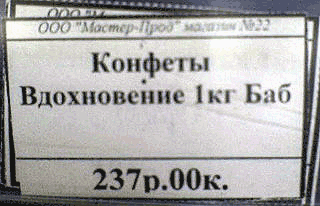 ООО "Мастер-Прод" магазин №22
Конфеты
Вдохновение 1кг Баб
237р.00к.